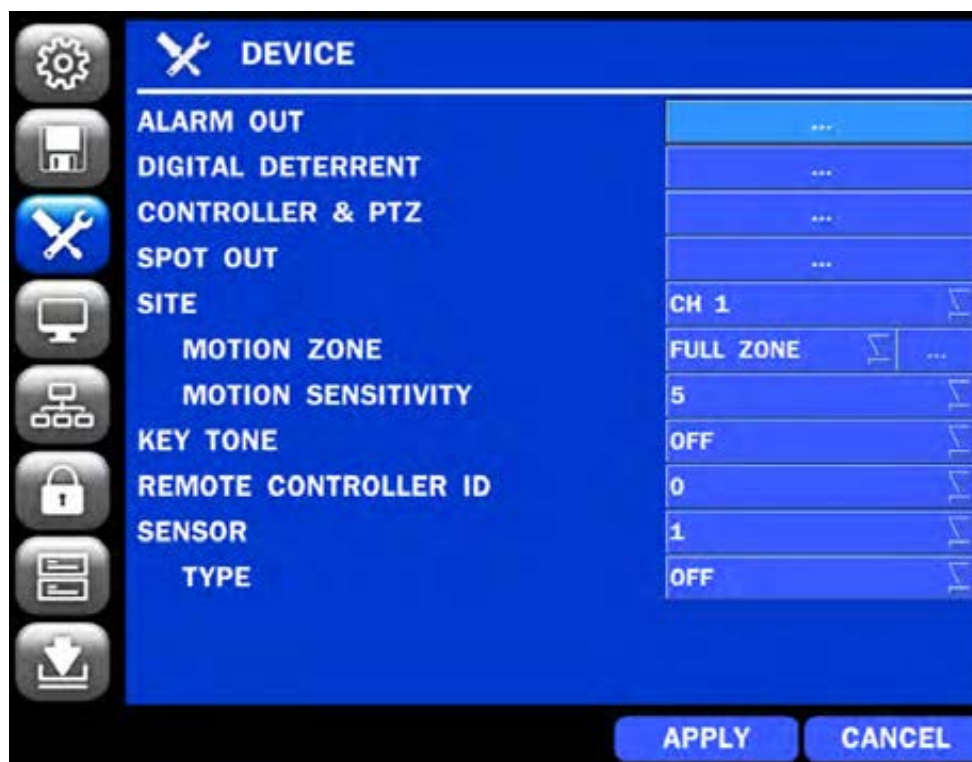 DEVICE
ALARM OUT ...
DIGITAL DETERRENT ...
CONTROLLER & PTZ ...
SPOT OUT ...
SITE CH 1
MOTION ZONE FULL ZONE ...
MOTION SENSITIVITY 5
KEY TONE OFF
REMOTE CONTROLLER ID 0
SENSOR 1
TYPE OFF
APPLY CANCEL